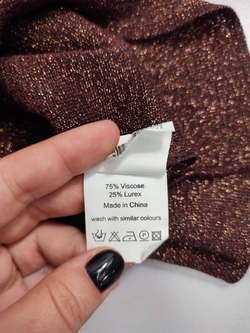 75% Viscose
25% Lurex
Made in China
wash with similar colours